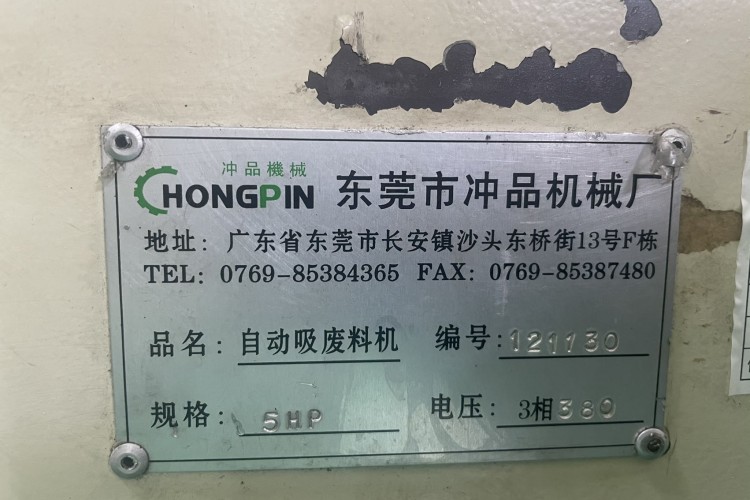 冲品機械
CHONGPIN 东莞市冲品机械厂
地址：广东省东莞市长安镇沙头东桥街13号F栋
TEL: 0769-85384365 FAX: 0769-85387480
品名：自动吸废料机 编号：121130
规格：5HP 电压：3相380